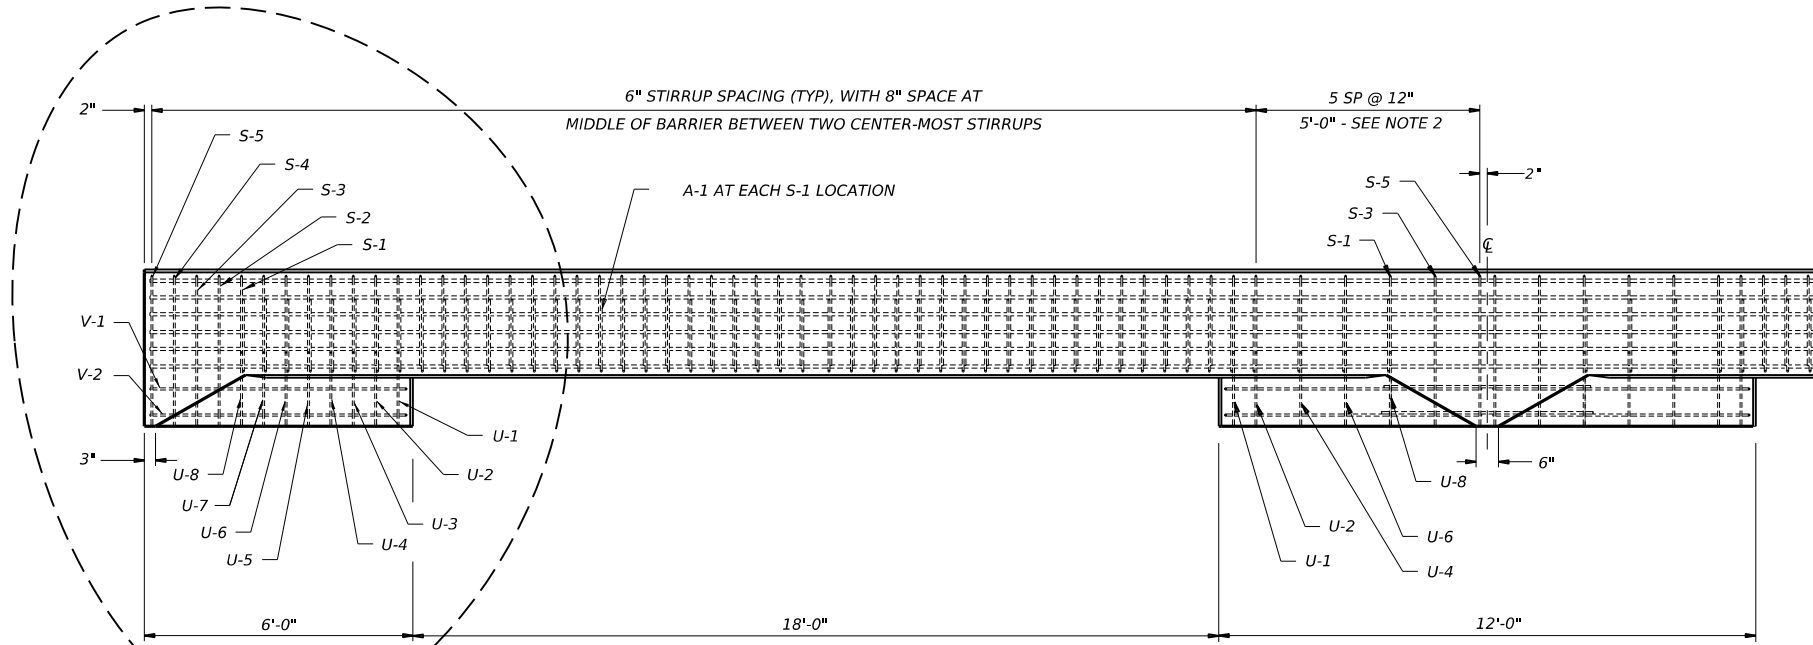 6" STIRRUP SPACING (TYP), WITH 8" SPACE AT
MIDDLE OF BARRIER BETWEEN TWO CENTER-MOST STIRRUPS
5 SP @ 12"
5'-0" - SEE NOTE 2
2"
S-5
S-4
S-3
S-2
S-1
A-1 AT EACH S-1 LOCATION
S-5
S-3
S-1
2"
℄
V-1
V-2
3"
U-8
U-7
U-6
U-5
U-4
U-3
U-2
U-1
U-8
6"
U-2
U-6
U-1
U-4
6'-0"
18'-0"
12'-0"